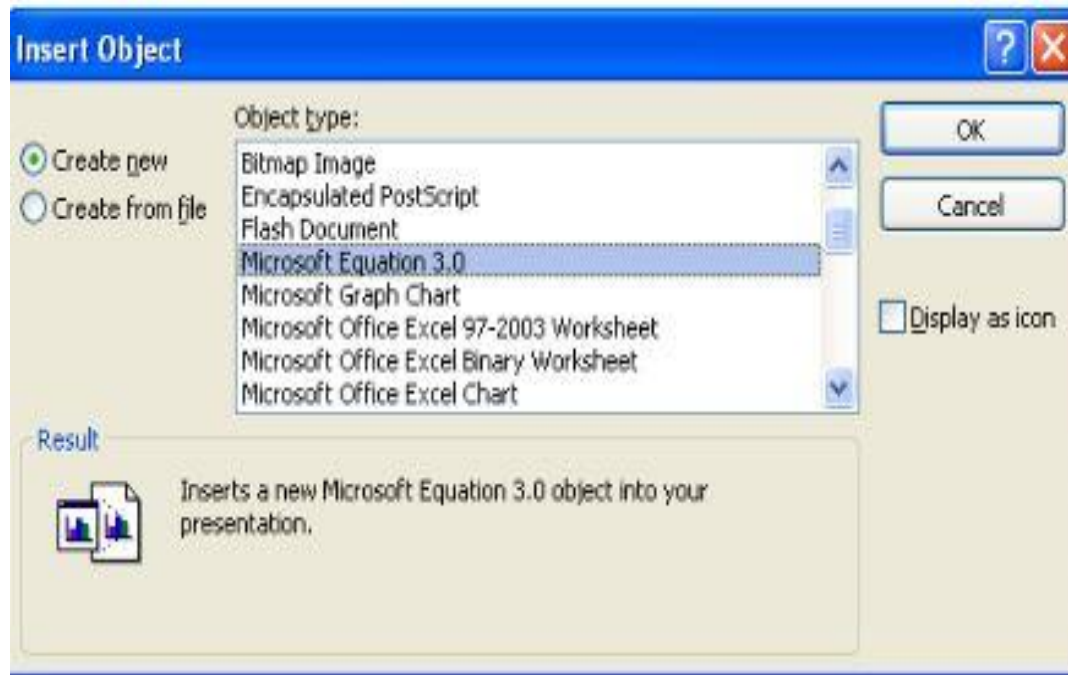 Insert Object
Object type:
Create new
Create from file
Bitmap Image
Encapsulated PostScript
Flash Document
Microsoft Equation 3.0
Microsoft Graph Chart
Microsoft Office Excel 97-2003 Worksheet
Microsoft Office Excel Binary Worksheet
Microsoft Office Excel Chart
OK
Cancel
Display as icon
Result
Inserts a new Microsoft Equation 3.0 object into your
presentation.